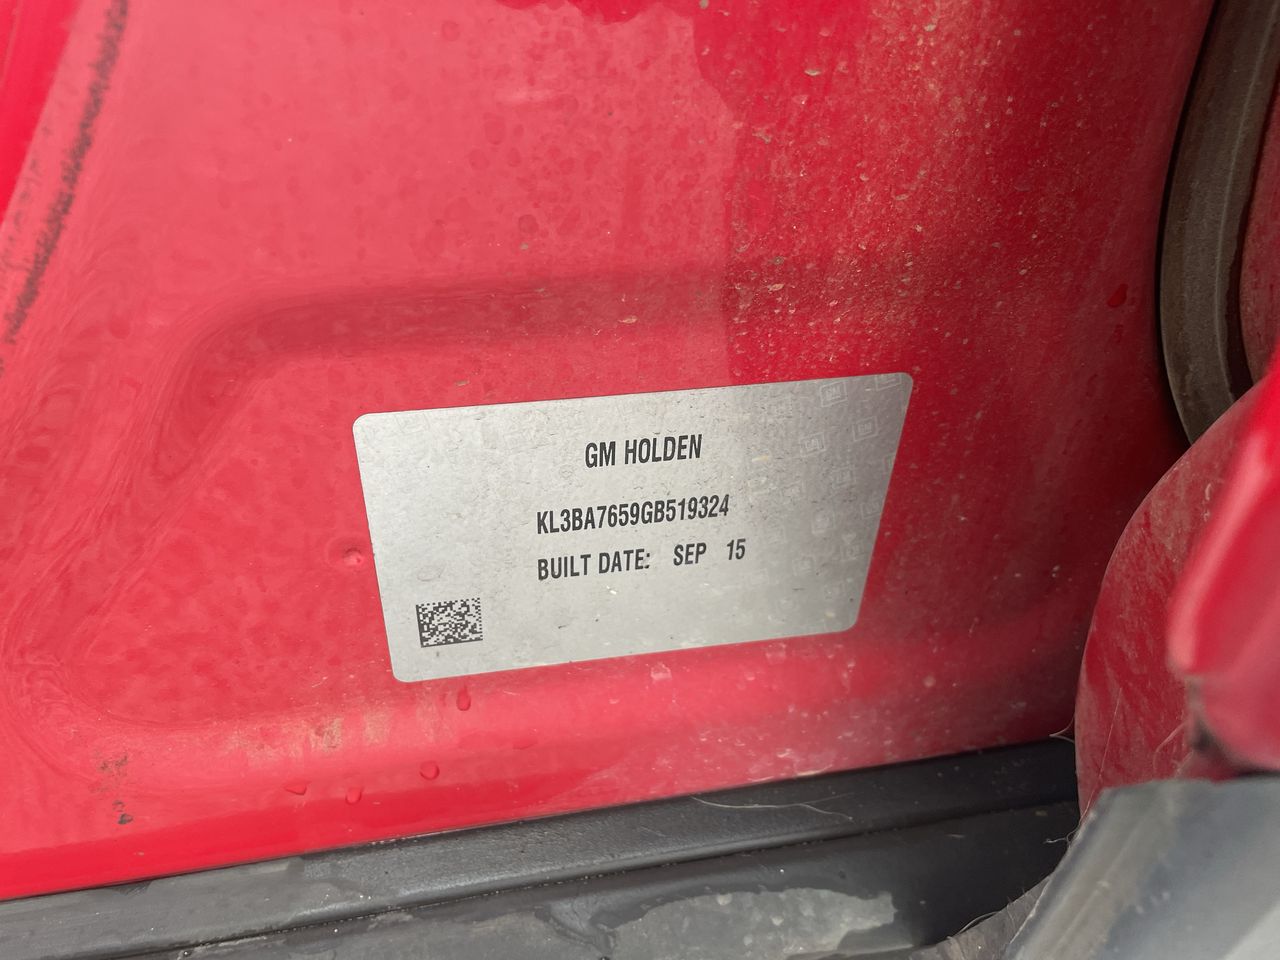 GM HOLDEN
KL3BA7659GB519324
BUILT DATE: SEP 15